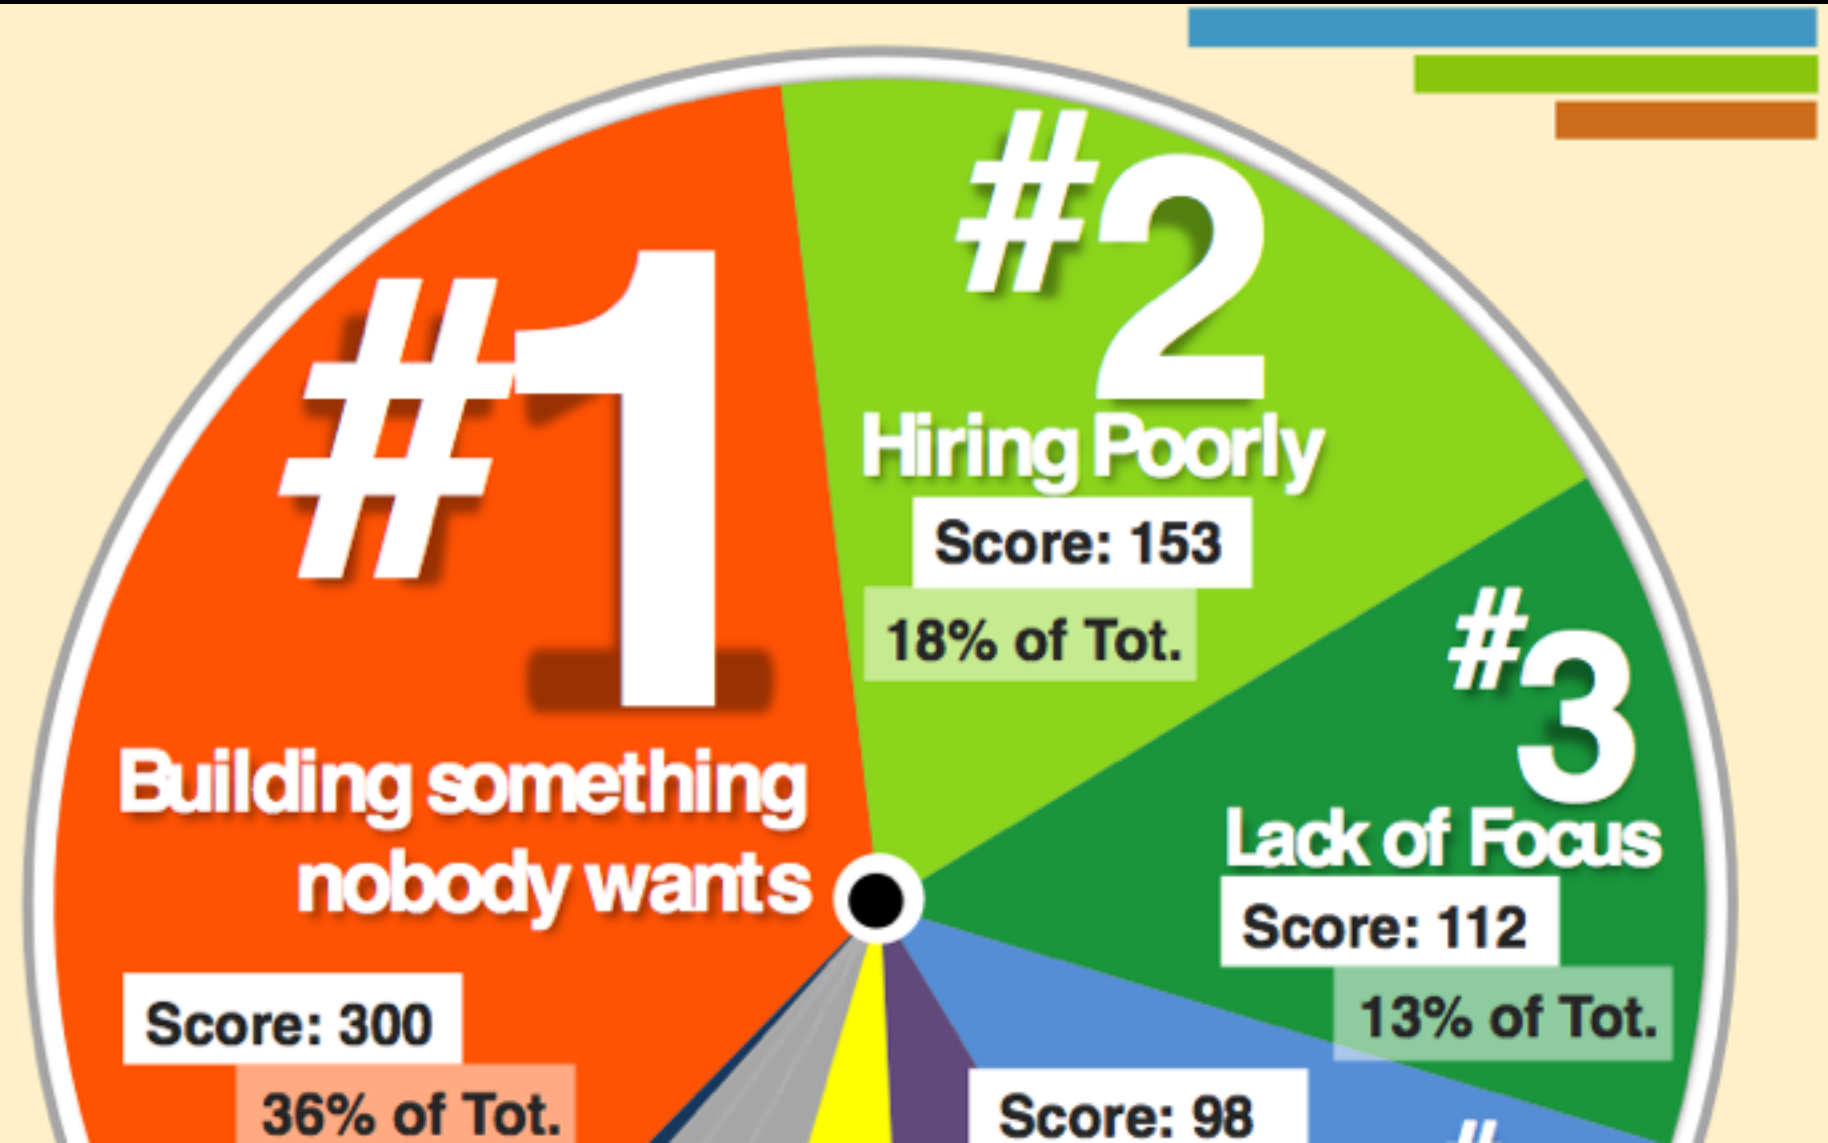 #1
Building something
nobody wants
Score: 300
36% of Tot.
#2
Hiring Poorly
Score: 153
18% of Tot.
#3
Lack of Focus
Score: 112
13% of Tot.
Score: 98
#